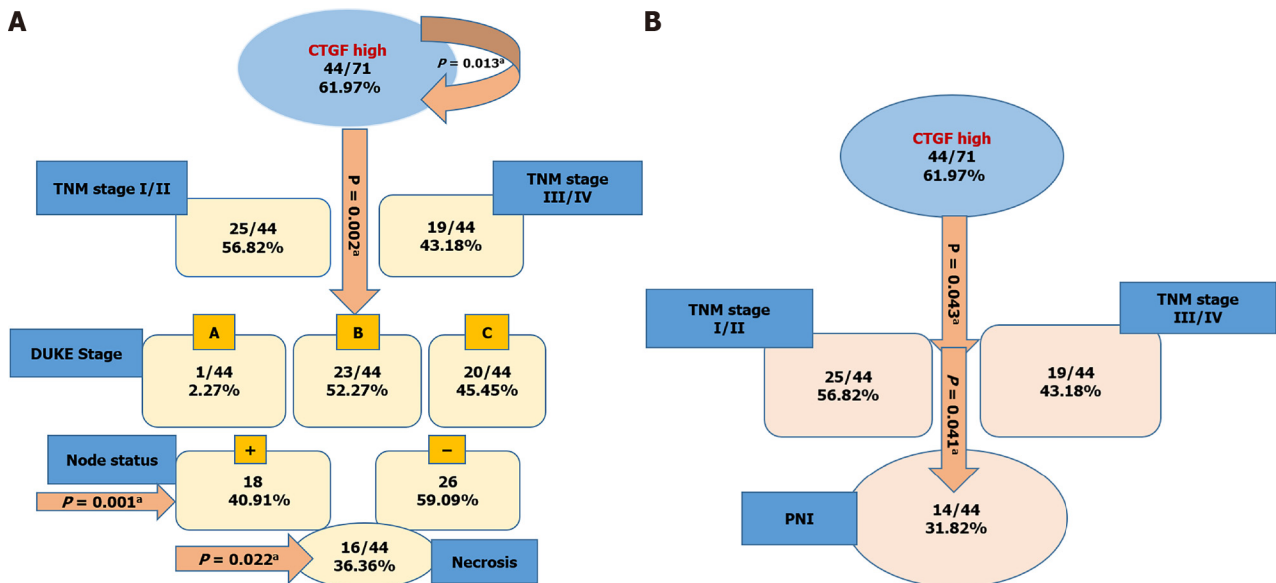 A
CTGF high
44/71
61.97%
P = 0.013ᵃ
P = 0.002ᵃ
TNM stage I/II
25/44
56.82%
TNM stage
III/IV
19/44
43.18%
DUKE Stage
A
1/44
2.27%
B
23/44
52.27%
C
20/44
45.45%
Node status
P = 0.001ᵃ
+
18
40.91%
−
26
59.09%
P = 0.022ᵃ
16/44
36.36%
Necrosis
B
CTGF high
44/71
61.97%
P = 0.043ᵃ
TNM stage
I/II
25/44
56.82%
TNM stage
III/IV
19/44
43.18%
P = 0.041ᵃ
PNI
14/44
31.82%